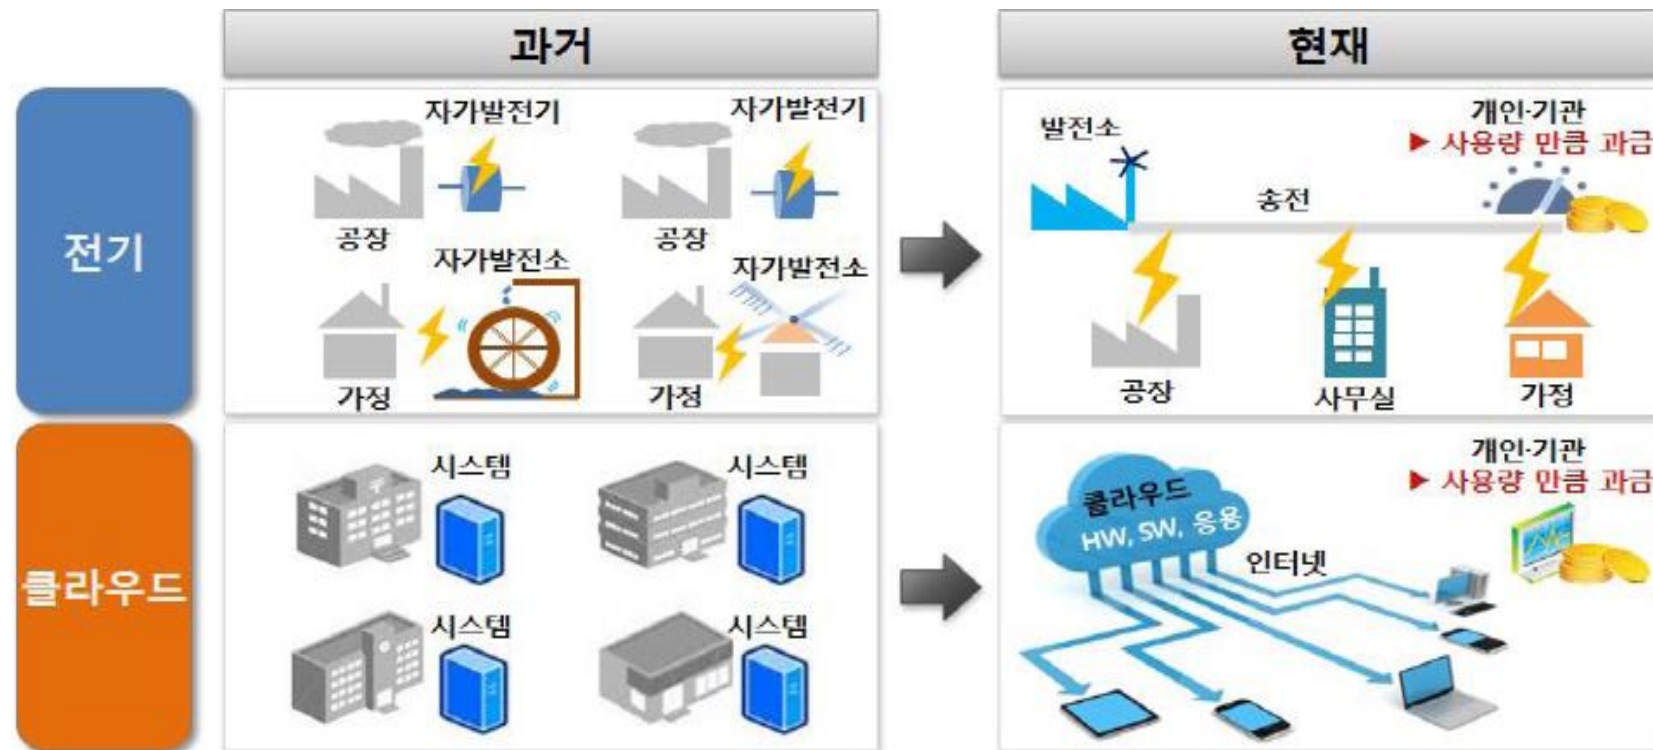 과거
현재
전기
자가발전기
자가발전기
공장
공장
자가발전소
자가발전소
가정
가정
발전소
개인·기관
▶ 사용량 만큼 과금
송전
공장
사무실
가정
클라우드
시스템
시스템
시스템
시스템
개인·기관
▶ 사용량 만큼 과금
클라우드
HW, SW, 응용
인터넷